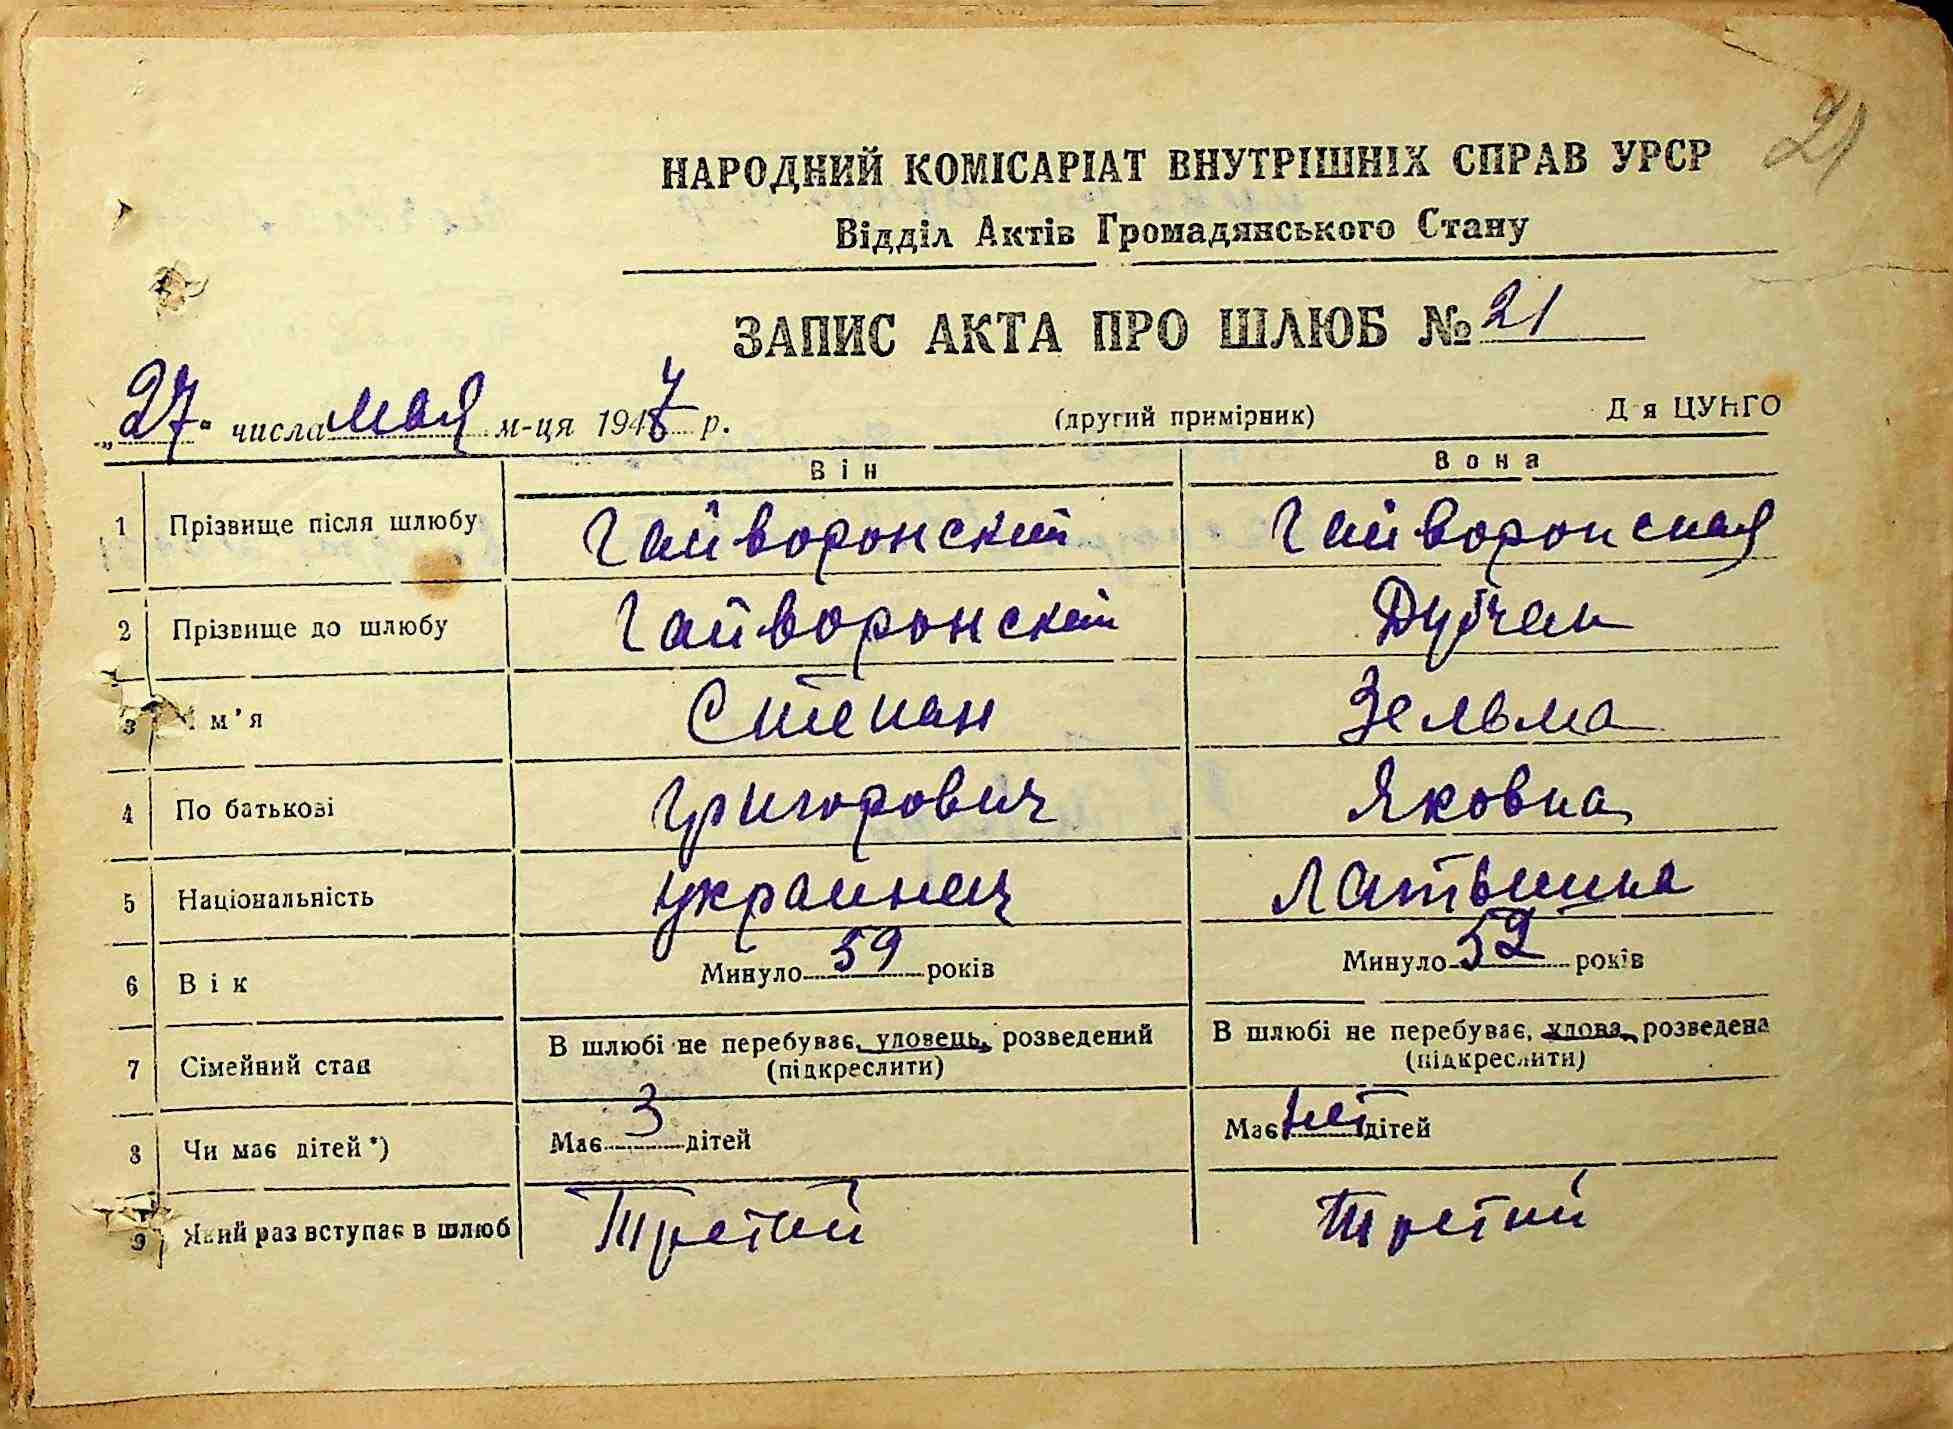 21
НАРОДНИЙ КОМІСАРІАТ ВНУТРІШНІХ СПРАВ УРСР
Відділ Актів Громадянського Стану
ЗАПИС АКТА ПРО ШЛЮБ № 21
„27" числа мая м-ця 1947 р. (другий примірник) Для ЦУНГО
Він Вона
1 Прізвище після шлюбу Гайворонский Гайворонская
2 Прізвище до шлюбу Гайворонский Дубчак
3 Ім'я Степан Зельма
4 По батькові Григорович Яковна
5 Національність украинец Латышка
6 Вік Минуло 59 років Минуло 52 років
7 Сімейний стан В шлюбі не перебуває, удовець, розведений В шлюбі не перебуває, удова, розведена
(підкреслити) (підкреслити)
8 Чи має дітей*) Має 3 дітей Має нет дітей
9 Який раз вступає в шлюб Третий Третий